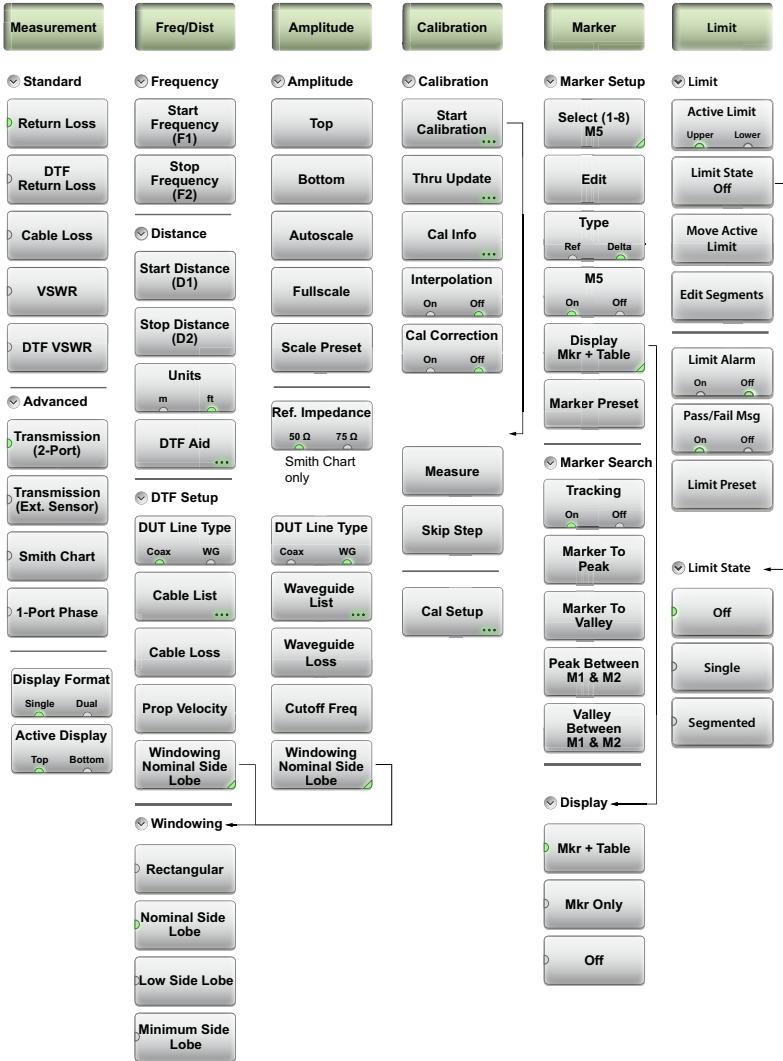 Measurement
Standard
Return Loss
DTF
Return Loss
Cable Loss
VSWR
DTF VSWR
Advanced
Transmission
(2-Port)
Transmission
(Ext. Sensor)
Smith Chart
1-Port Phase
Display Format
Single Dual
Active Display
Top Bottom
Freq/Dist
Frequency
Start
Frequency
(F1)
Stop
Frequency
(F2)
Distance
Start Distance
(D1)
Stop Distance
(D2)
Units
m ft
DTF Aid
DTF Setup
DUT Line Type
Coax WG
Cable List
Cable Loss
Prop Velocity
Windowing
Nominal Side
Lobe
Windowing
Rectangular
Nominal Side
Lobe
Low Side Lobe
Minimum Side
Lobe
Amplitude
Amplitude
Top
Bottom
Autoscale
Fullscale
Scale Preset
Ref. Impedance
50 Ω 75 Ω
Smith Chart
only
DUT Line Type
Coax WG
Waveguide
List
Waveguide
Loss
Cutoff Freq
Windowing
Nominal Side
Lobe
Calibration
Calibration
Start
Calibration
Thru Update
Cal Info
Interpolation
On Off
Cal Correction
On Off
Measure
Skip Step
Cal Setup
Marker
Marker Setup
Select (1-8)
M5
Edit
Type
Ref Delta
M5
On Off
Display
Mkr + Table
Marker Preset
Marker Search
Tracking
On Off
Marker To
Peak
Marker To
Valley
Peak Between
M1 & M2
Valley
Between
M1 & M2
Display
Mkr + Table
Mkr Only
Off
Limit
Limit
Active Limit
Upper Lower
Limit State
Off
Move Active
Limit
Edit Segments
Limit Alarm
On Off
Pass/Fail Msg
On Off
Limit Preset
Limit State
Off
Single
Segmented